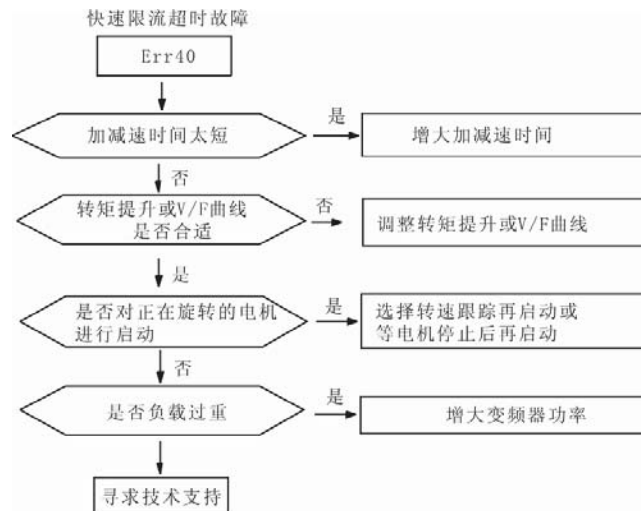 快速限流超时故障
Err40
加减速时间太短
是
增大加减速时间
否
转矩提升或V/F曲线
是否合适
否
调整转矩提升或V/F曲线
是
是否对正在旋转的电机
进行启动
是
选择转速跟踪再启动或
等电机停止后再启动
否
是否负载过重
是
增大变频器功率
寻求技术支持